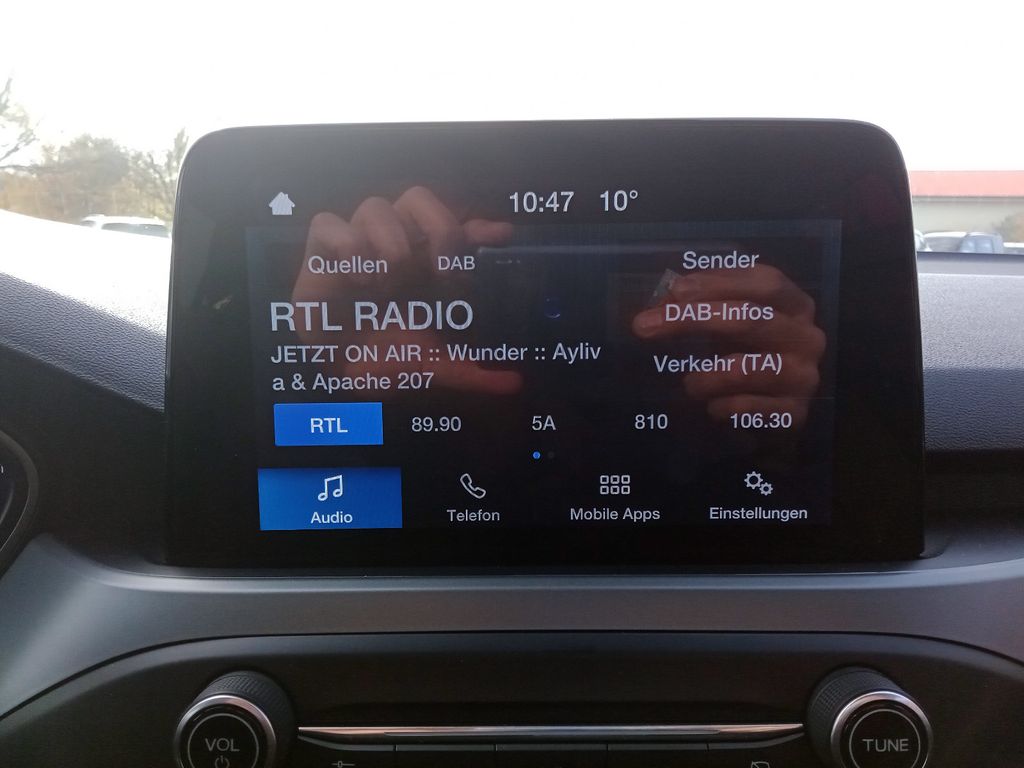 10:47 10°
Quellen DAB Sender
RTL RADIO
DAB-Infos
JETZT ON AIR :: Wunder :: Ayliv
a & Apache 207
Verkehr (TA)
RTL 89.90 5A 810 106.30
Audio Telefon Mobile Apps Einstellungen
VOL TUNE